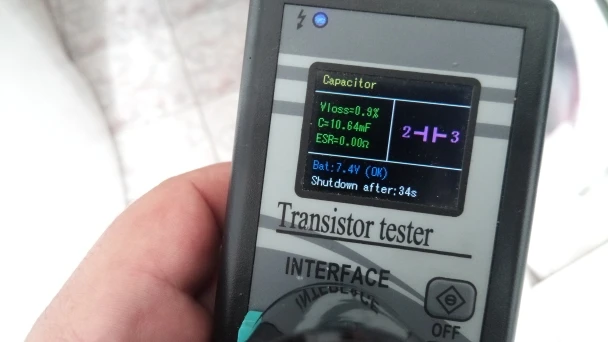 Capacitor
Vloss=0.9%
C=10.64mF
ESR=0.00Ω
2 3
Bat:7.4V (OK)
Shutdown after:34s
Transistor tester
INTERFACE
OFF